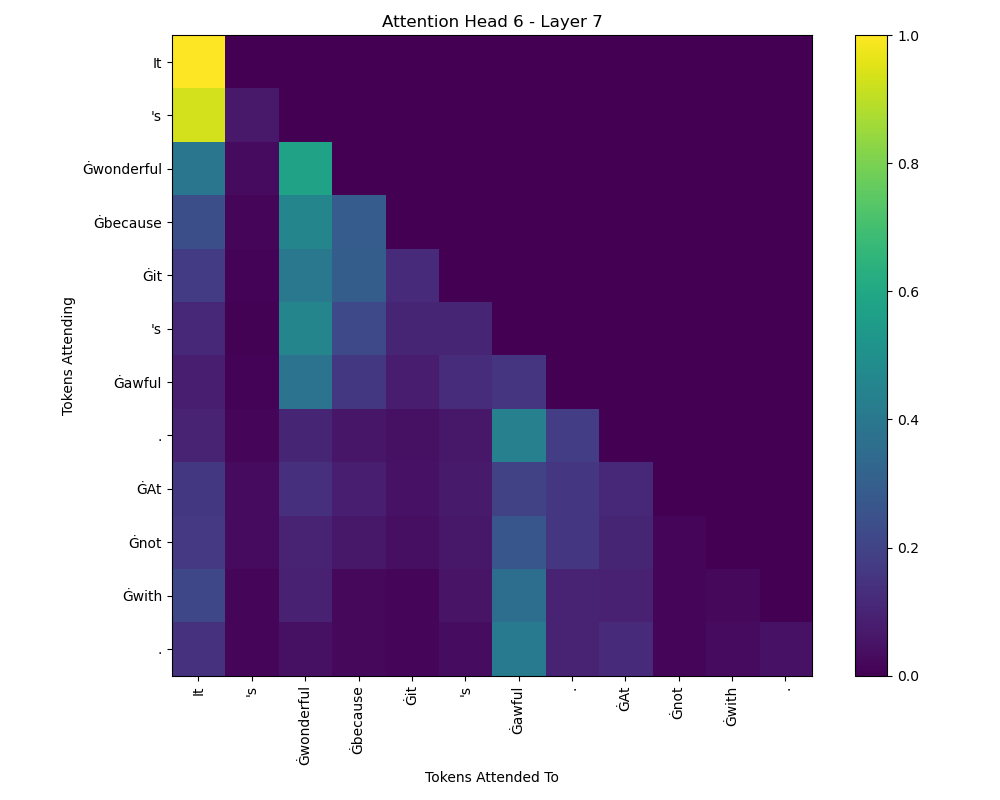 Attention Head 6 - Layer 7
It
's
Ġwonderful
Ġbecause
Ġit
's
Ġawful
.
ĠAt
Ġnot
Ġwith
.
Tokens Attending
It
's
Ġwonderful
Ġbecause
Ġit
's
Ġawful
.
ĠAt
Ġnot
Ġwith
.
Tokens Attended To
1.0
0.8
0.6
0.4
0.2
0.0